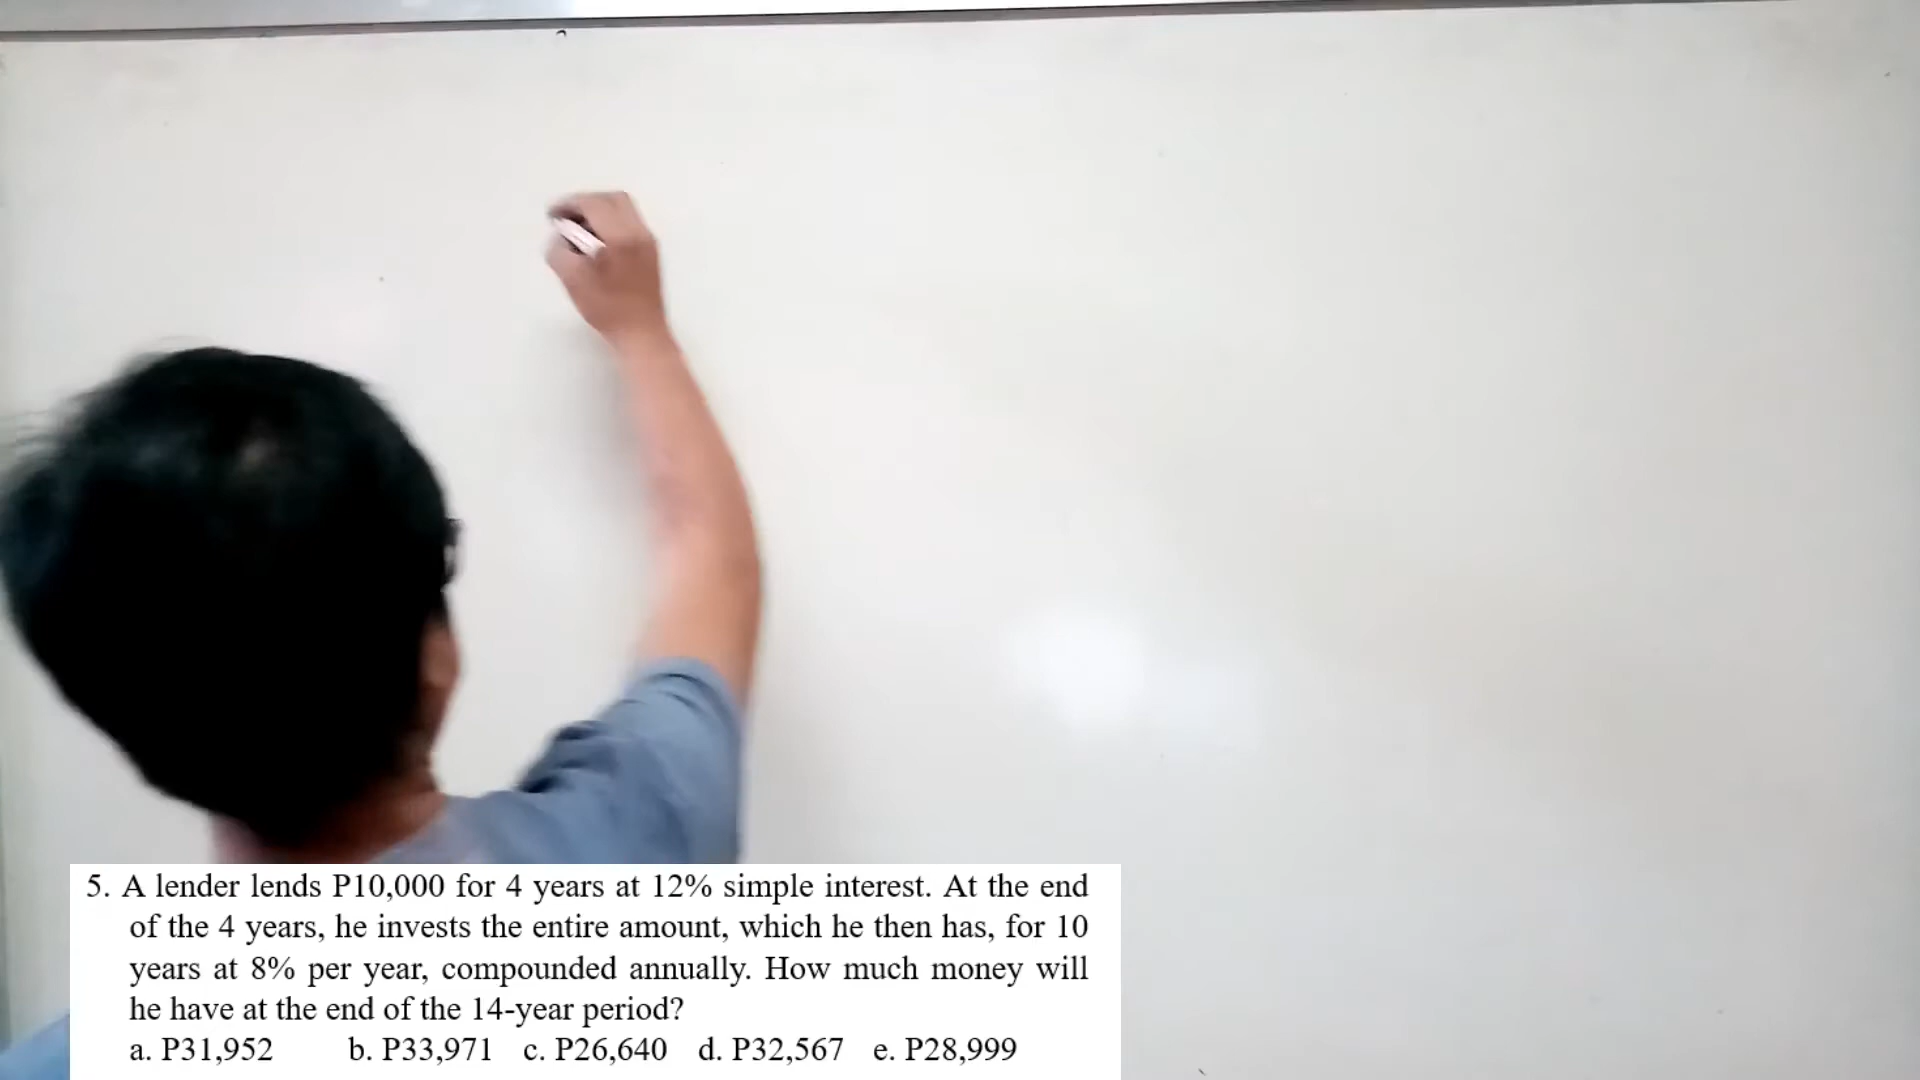 5. A lender lends P10,000 for 4 years at 12% simple interest. At the end
of the 4 years, he invests the entire amount, which he then has, for 10
years at 8% per year, compounded annually. How much money will
he have at the end of the 14-year period?
a. P31,952 b. P33,971 c. P26,640 d. P32,567 e. P28,999